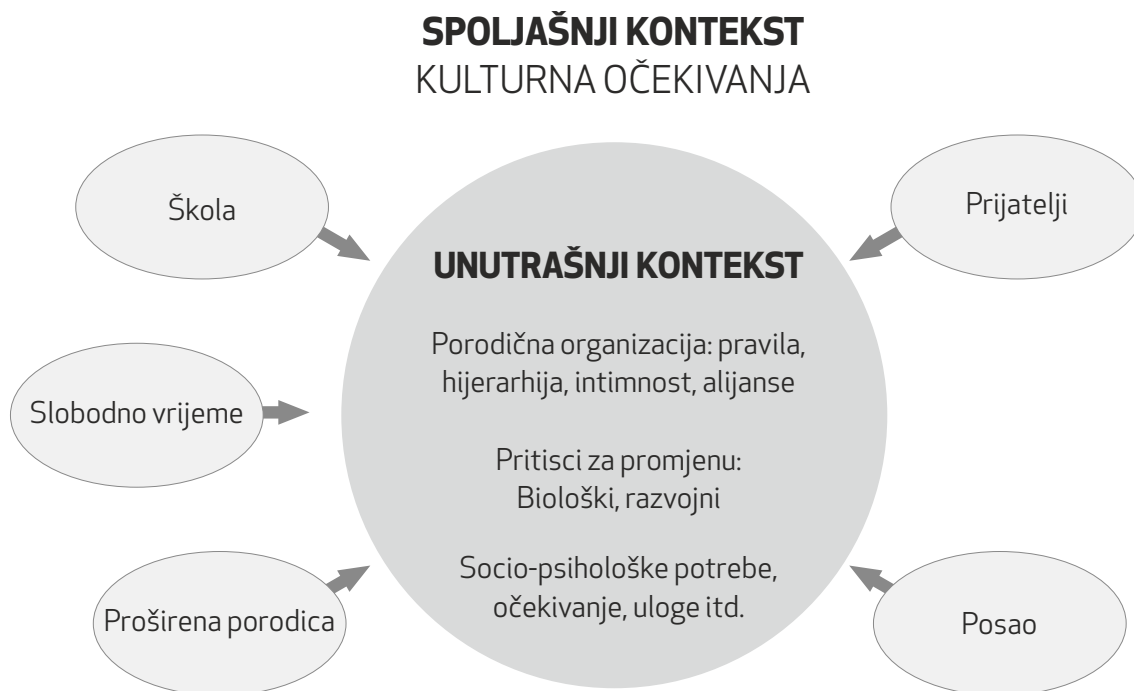 SPOLJAŠNJI KONTEKST
KULTURNA OČEKIVANJA
Škola
Prijatelji
UNUTRAŠNJI KONTEKST
Porodična organizacija: pravila,
hijerarhija, intimnost, alijanse
Slobodno vrijeme
Pritisci za promjenu:
Biološki, razvojni
Socio-psihološke potrebe,
očekivanje, uloge itd.
Proširena porodica
Posao